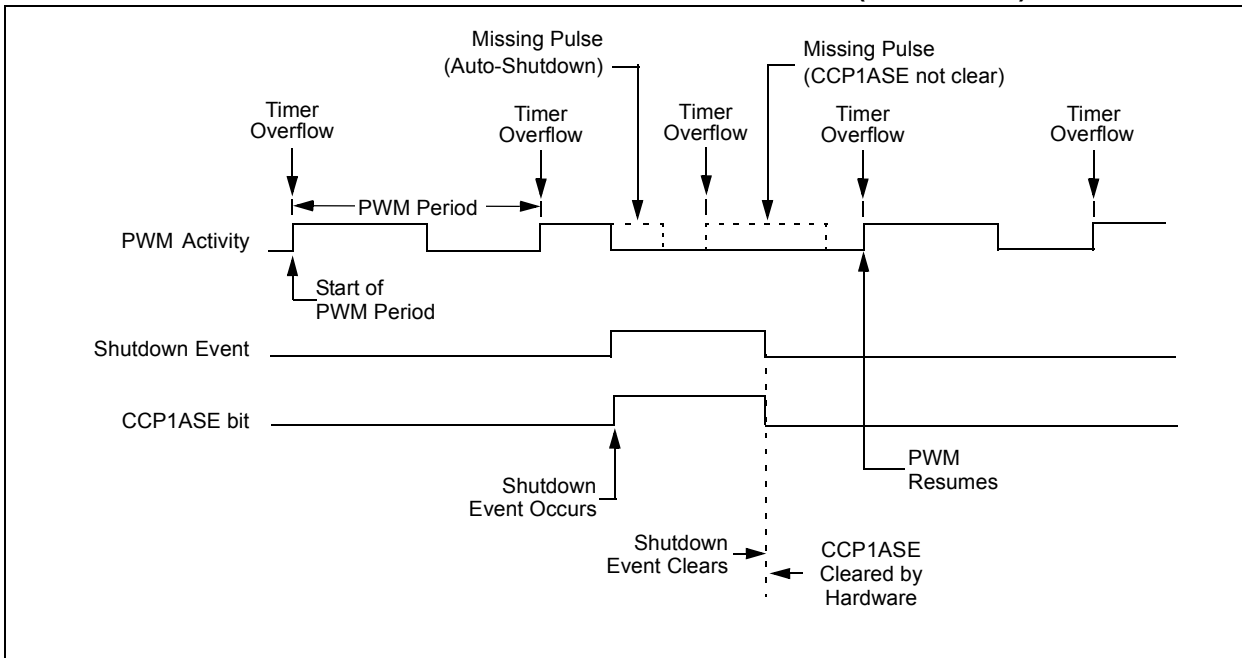 Missing Pulse
(Auto-Shutdown)
Missing Pulse
(CCP1ASE not clear)
Timer
Overflow
Timer
Overflow
Timer
Overflow
Timer
Overflow
Timer
Overflow
PWM Period
PWM Activity
Start of
PWM Period
Shutdown Event
CCP1ASE bit
Shutdown
Event Occurs
PWM
Resumes
Shutdown
Event Clears
CCP1ASE
Cleared by
Hardware